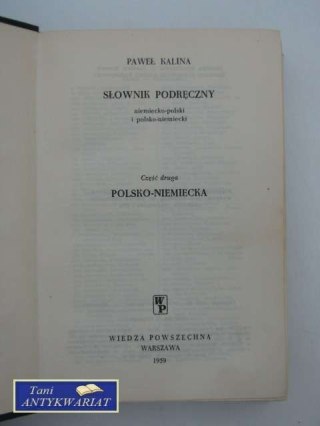 PAWEŁ KALINA
SŁOWNIK PODRĘCZNY
niemiecko-polski
i polsko-niemiecki
Część druga
POLSKO-NIEMIECKA
WP
WIEDZA POWSZECHNA
WARSZAWA
1959
Tani
ANTYKWARIAT